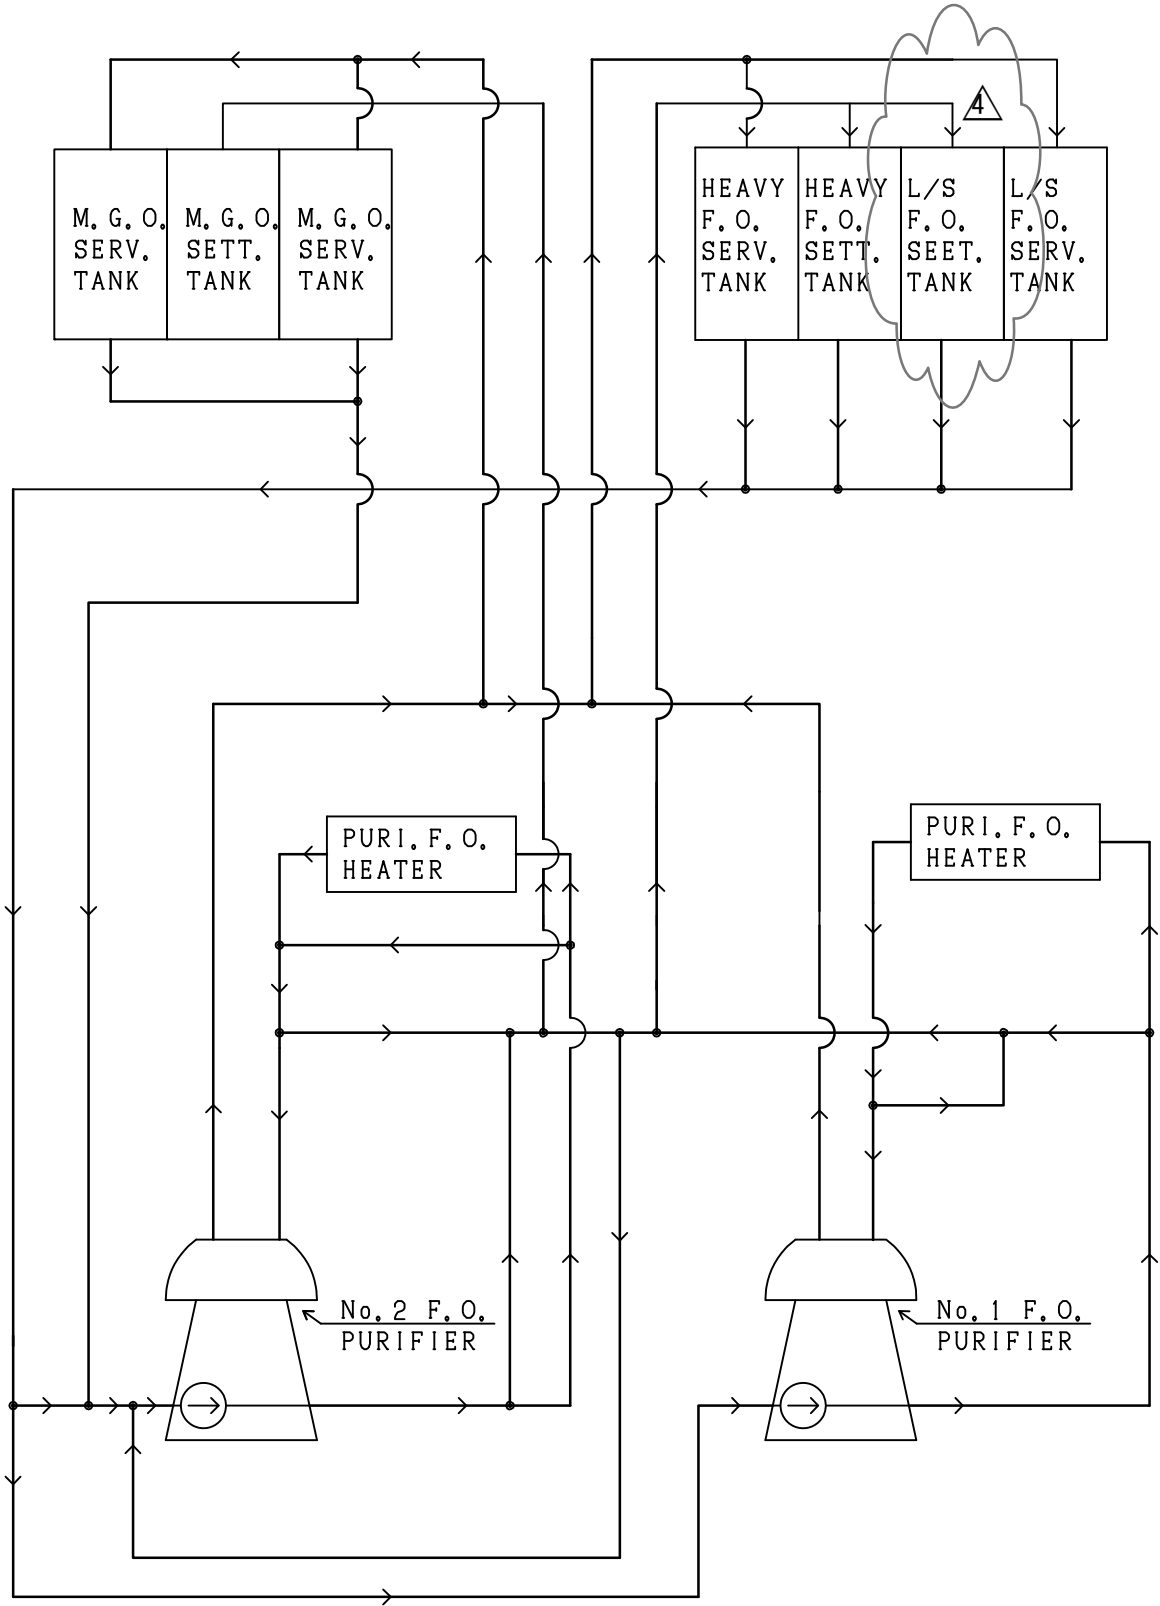 4
M.G.O.
SERV.
TANK
M.G.O.
SETT.
TANK
M.G.O.
SERV.
TANK
HEAVY
F.O.
SERV.
TANK
HEAVY
F.O.
SETT.
TANK
L/S
F.O.
SEET.
TANK
L/S
F.O.
SERV.
TANK
PURI.F.O.
HEATER
PURI.F.O.
HEATER
No.2 F.O.
PURIFIER
No.1 F.O.
PURIFIER